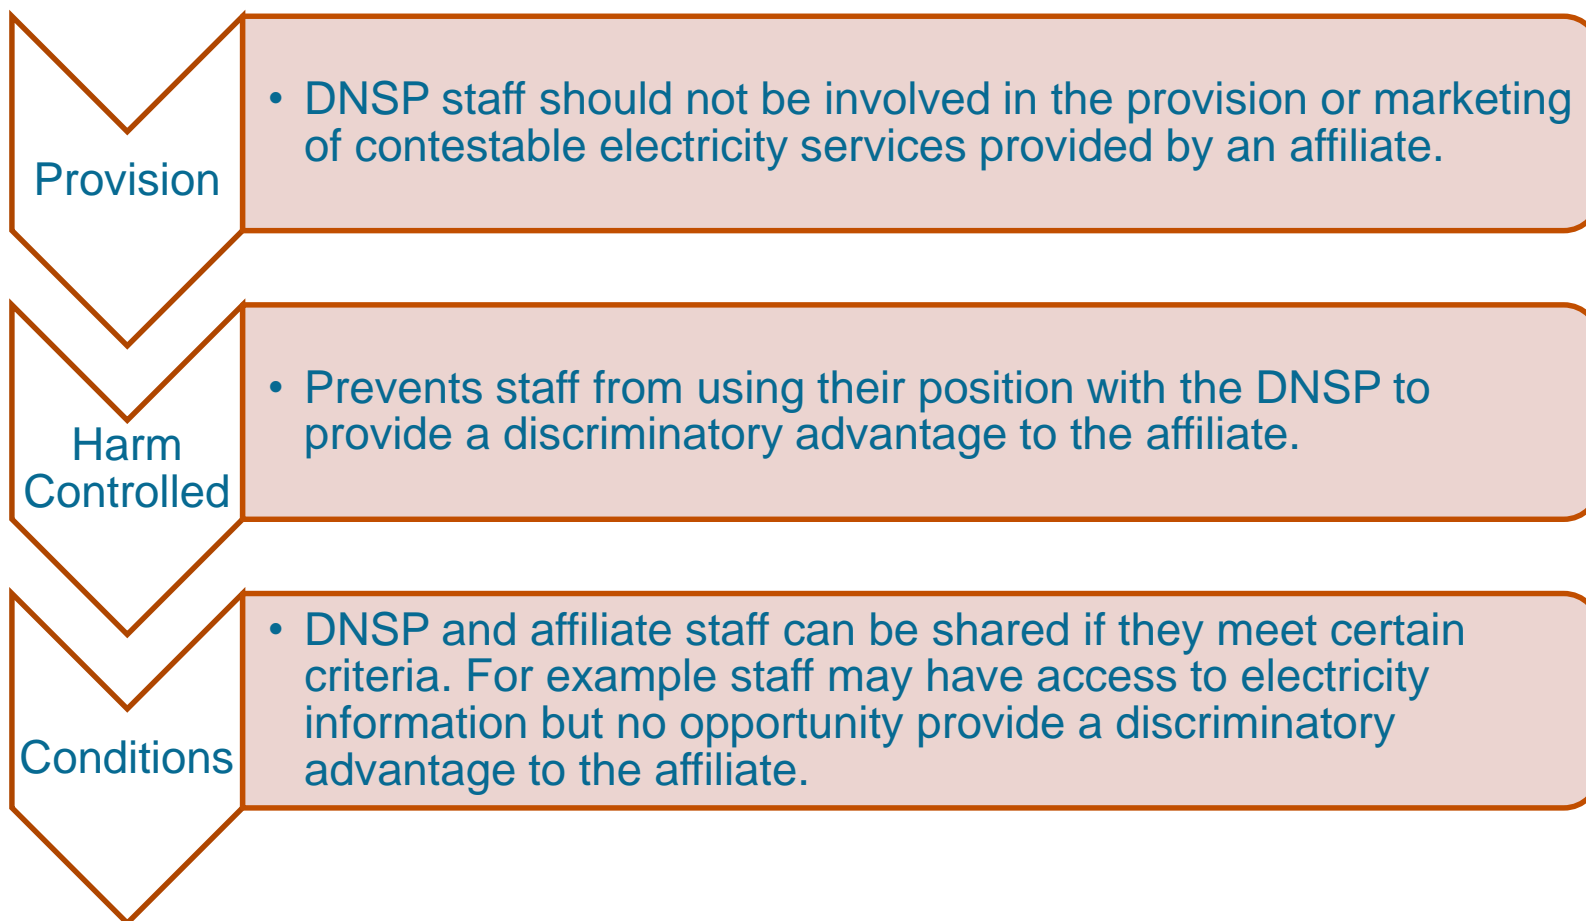 Provision
• DNSP staff should not be involved in the provision or marketing
of contestable electricity services provided by an affiliate.
Harm
Controlled
• Prevents staff from using their position with the DNSP to
provide a discriminatory advantage to the affiliate.
Conditions
• DNSP and affiliate staff can be shared if they meet certain
criteria. For example staff may have access to electricity
information but no opportunity provide a discriminatory
advantage to the affiliate.